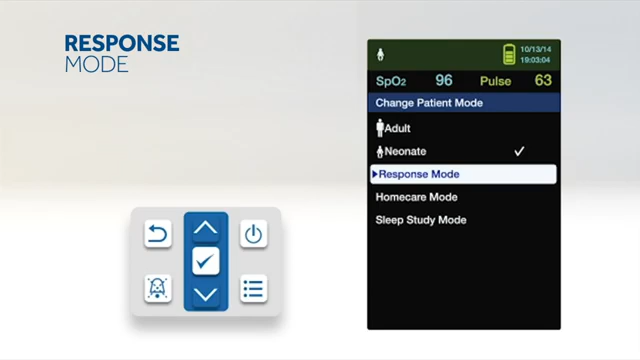 RESPONSE
MODE
10/13/14
19:03:04
SpO2 96 Pulse 63
Change Patient Mode
Adult
Neonate
Response Mode
Homecare Mode
Sleep Study Mode